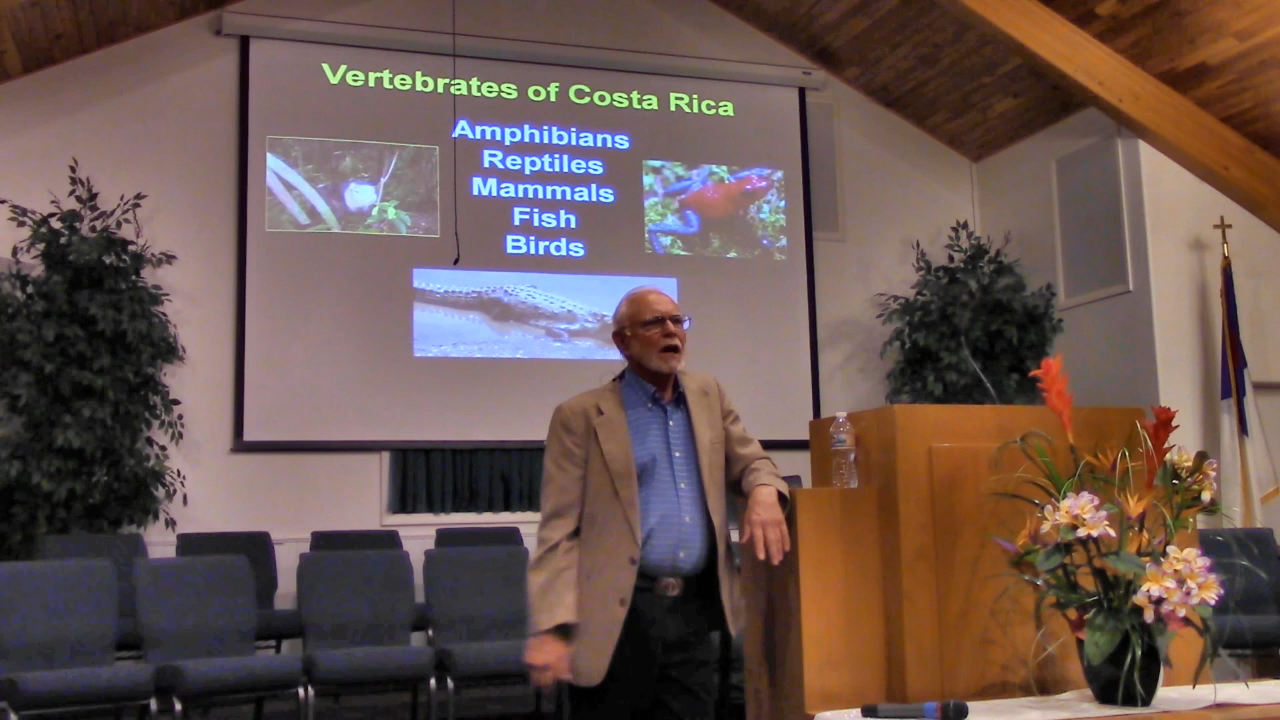 Vertebrates of Costa Rica
Amphibians
Reptiles
Mammals
Fish
Birds